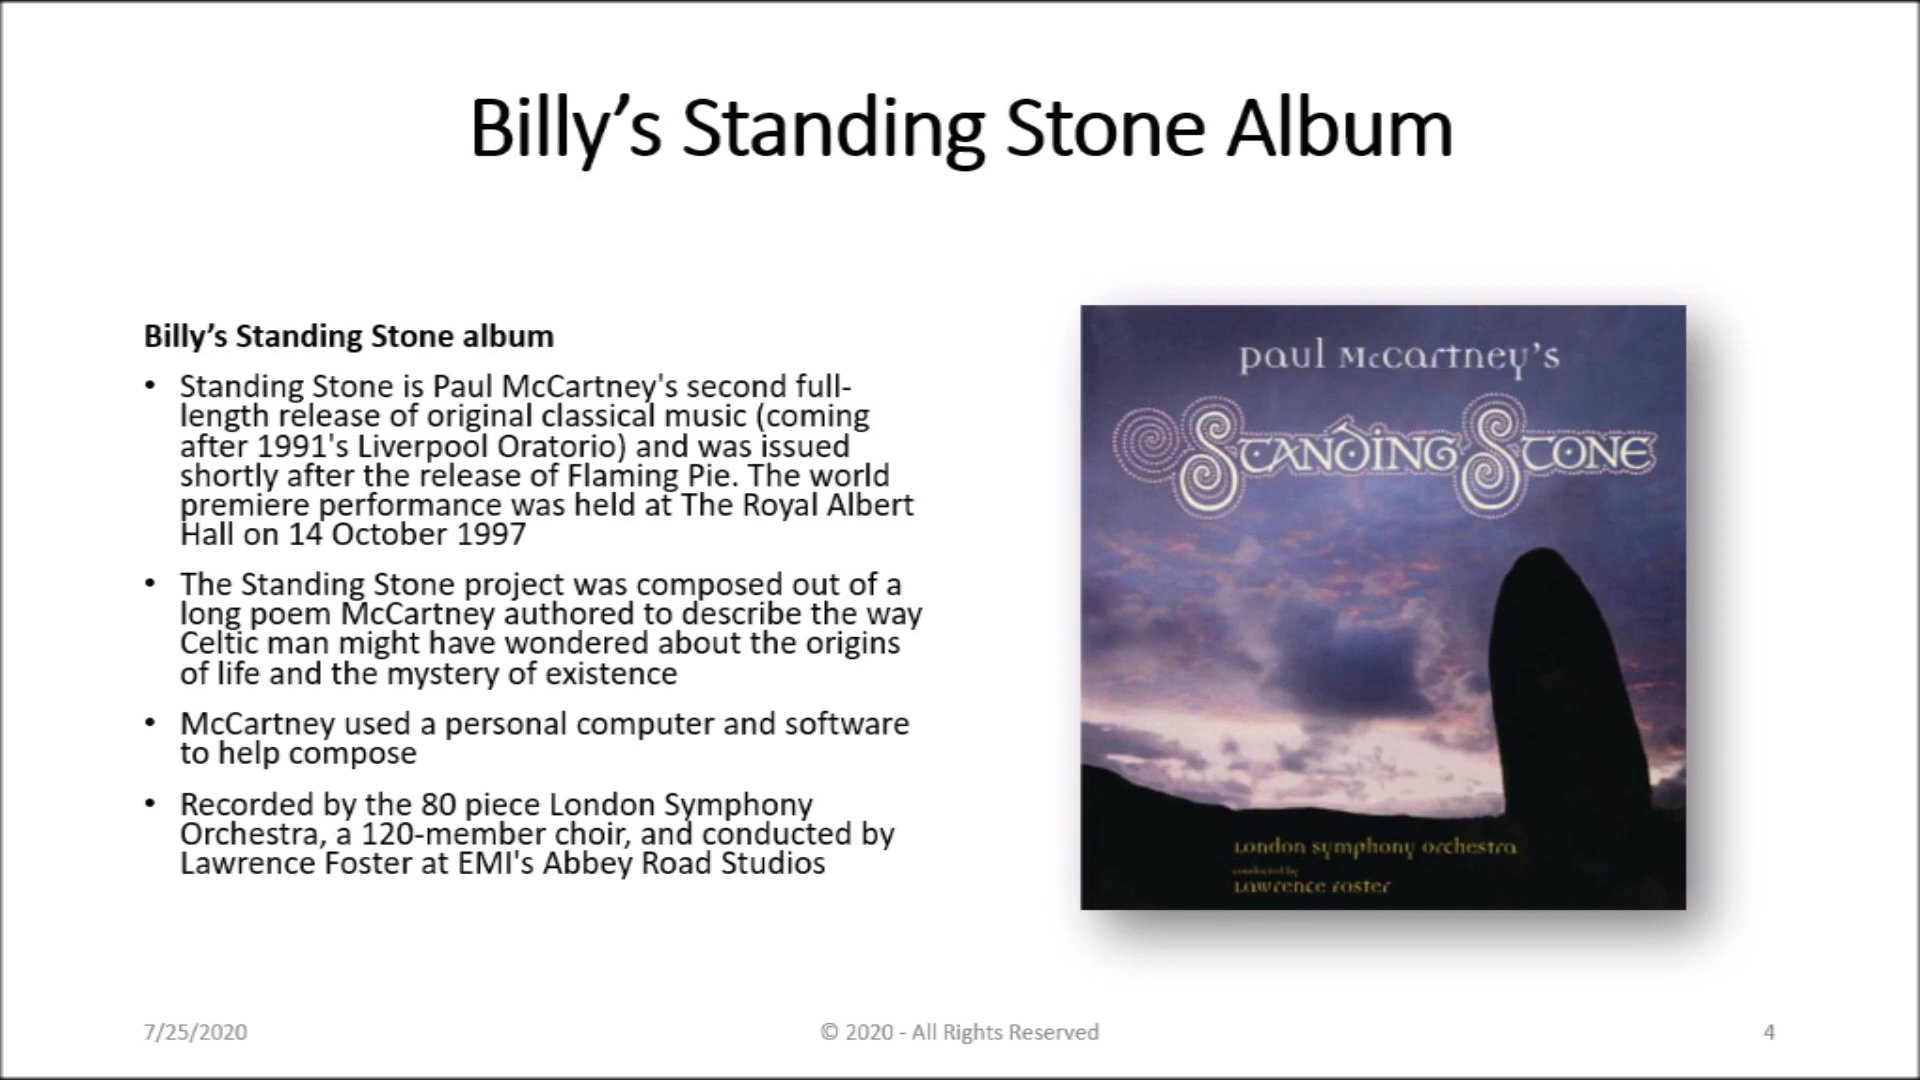 Billy’s Standing Stone Album
Billy’s Standing Stone album
• Standing Stone is Paul McCartney's second full-
length release of original classical music (coming
after 1991's Liverpool Oratorio) and was issued
shortly after the release of Flaming Pie. The world
premiere performance was held at The Royal Albert
Hall on 14 October 1997
• The Standing Stone project was composed out of a
long poem McCartney authored to describe the way
Celtic man might have wondered about the origins
of life and the mystery of existence
• McCartney used a personal computer and software
to help compose
• Recorded by the 80 piece London Symphony
Orchestra, a 120-member choir, and conducted by
Lawrence Foster at EMI's Abbey Road Studios
paul McCartney's
STANDING STONE
London symphony orchestra
conducted by
Lawrence Foster
7/25/2020
© 2020 - All Rights Reserved
4